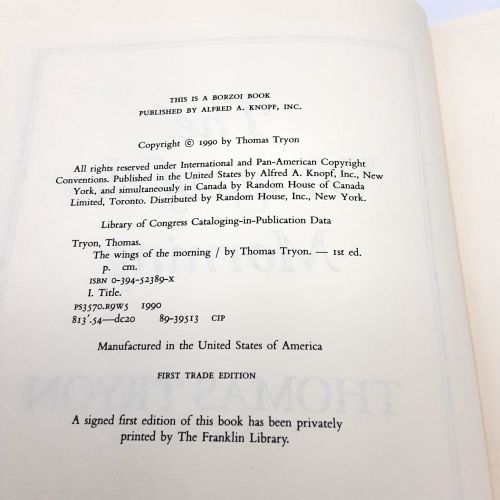 THIS IS A BORZOI BOOK
PUBLISHED BY ALFRED A. KNOPF, INC.
Copyright © 1990 by Thomas Tryon
All rights reserved under International and Pan-American Copyright
Conventions. Published in the United States by Alfred A. Knopf, Inc., New
York, and simultaneously in Canada by Random House of Canada
Limited, Toronto. Distributed by Random House, Inc., New York.
Library of Congress Cataloging-in-Publication Data
Tryon, Thomas.
The wings of the morning / by Thomas Tryon. — 1st ed.
p. cm.
ISBN 0-394-52389-X
I. Title.
PS3570.R9W5 1990
813'.54—dc20 89-39513 CIP
Manufactured in the United States of America
FIRST TRADE EDITION
A signed first edition of this book has been privately
printed by The Franklin Library.
THOMAS TRYON